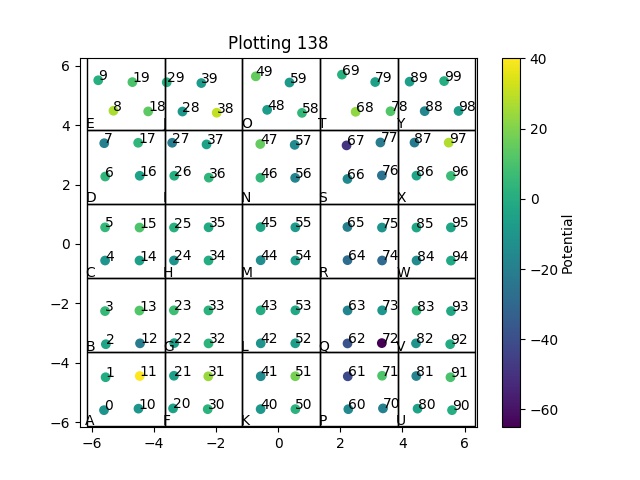 Plotting 138
6
9 19 29 39 49 59 69 79 89 99
8 18 28 38 48 58 68 78 88 98
4
E O T Y
7 17 27 37 47 57 67 77 87 97
6 16 26 36 46 56 66 76 86 96
2
D N S X
5 15 25 35 45 55 65 75 85 95
0
4 14 24 34 44 54 64 74 84 94
C H M R W
−2
3 13 23 33 43 53 63 73 83 93
2 12 22 32 42 52 62 72 82 92
B G L Q V
−4
1 11 21 31 41 51 61 71 81 91
0 10 20 30 40 50 60 70 80 90
A F K P U
−6
−6 −4 −2 0 2 4 6
40
20
0
−20
−40
−60
Potential